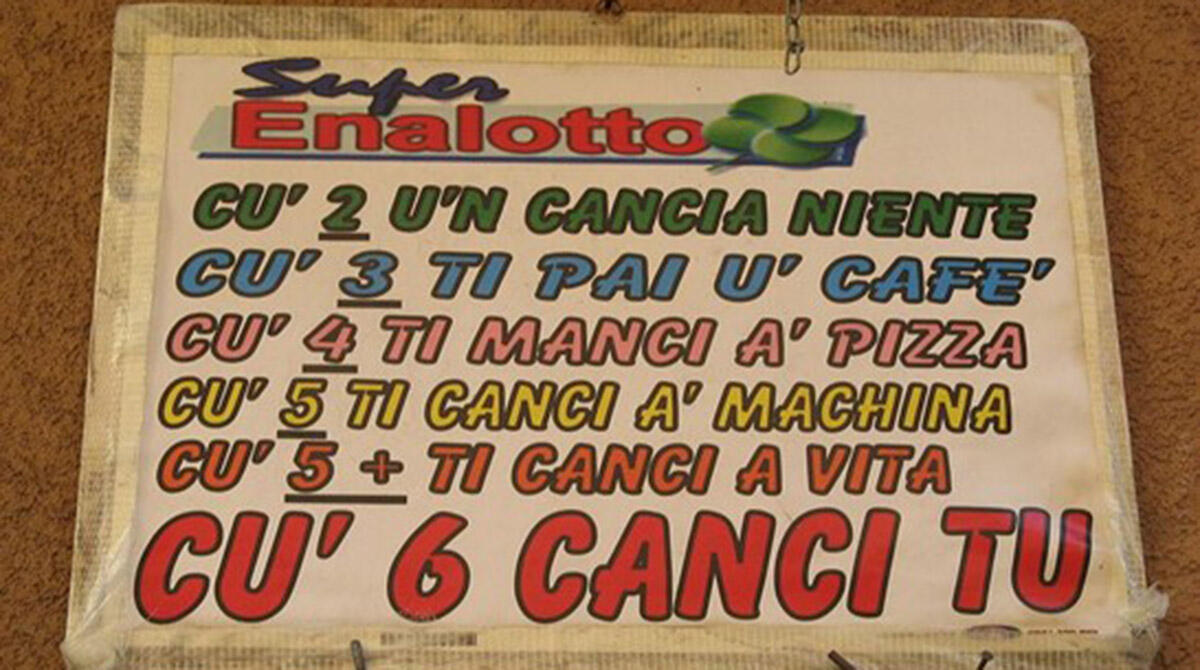 Super
Enalotto
CU' 2 U'N CANCIA NIENTE
CU' 3 TI PAI U' CAFE'
CU' 4 TI MANCI A' PIZZA
CU' 5 TI CANCI A' MACHINA
CU' 5 + TI CANCI A VITA
CU' 6 CANCI TU